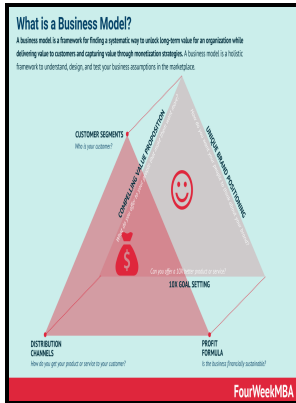 What is a Business Model?
A business model is a framework for finding a systematic way to unlock long-term value for an organization while
delivering value to customers and capturing value through monetization strategies. A business model is a holistic
framework to understand, design, and test your business assumptions in the marketplace.
CUSTOMER SEGMENTS
Who is your customer?
COMPELLING VALUE PROPOSITION
UNIQUE BRAND POSITIONING
$
Can you offer a 10X better product or service?
10X GOAL SETTING
DISTRIBUTION
CHANNELS
How do you get your product or service to your customer?
PROFIT
FORMULA
Is the business financially sustainable?
FourWeekMBA